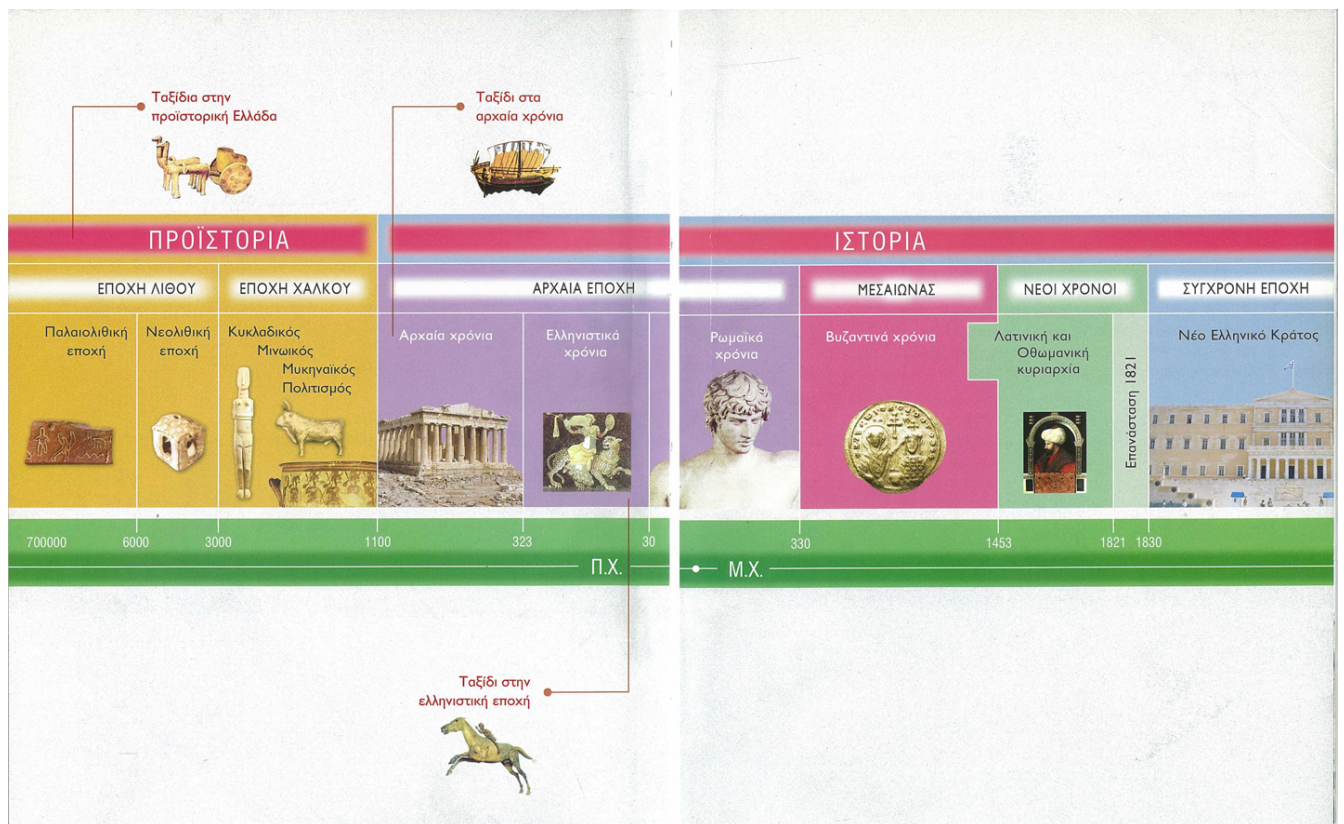 Ταξίδια στην
προϊστορική Ελλάδα
Ταξίδι στα
αρχαία χρόνια
ΠΡΟΪΣΤΟΡΙΑ
ΙΣΤΟΡΙΑ
ΕΠΟΧΗ ΛΙΘΟΥ
ΕΠΟΧΗ ΧΑΛΚΟΥ
ΑΡΧΑΙΑ ΕΠΟΧΗ
ΜΕΣΑΙΩΝΑΣ
ΝΕΟΙ ΧΡΟΝΟΙ
ΣΥΓΧΡΟΝΗ ΕΠΟΧΗ
Παλαιολιθική
εποχή
Νεολιθική
εποχή
Κυκλαδικός
Μινωικός
Μυκηναϊκός
Πολιτισμός
Αρχαία χρόνια
Ελληνιστικά
χρόνια
Ρωμαϊκά
χρόνια
Βυζαντινά χρόνια
Λατινική και
Οθωμανική
κυριαρχία
Επανάσταση 1821
Νέο Ελληνικό Κράτος
700000 6000 3000 1100 323 30 330 1453 1821 1830
Π.Χ. Μ.Χ.
Ταξίδι στην
ελληνιστική εποχή